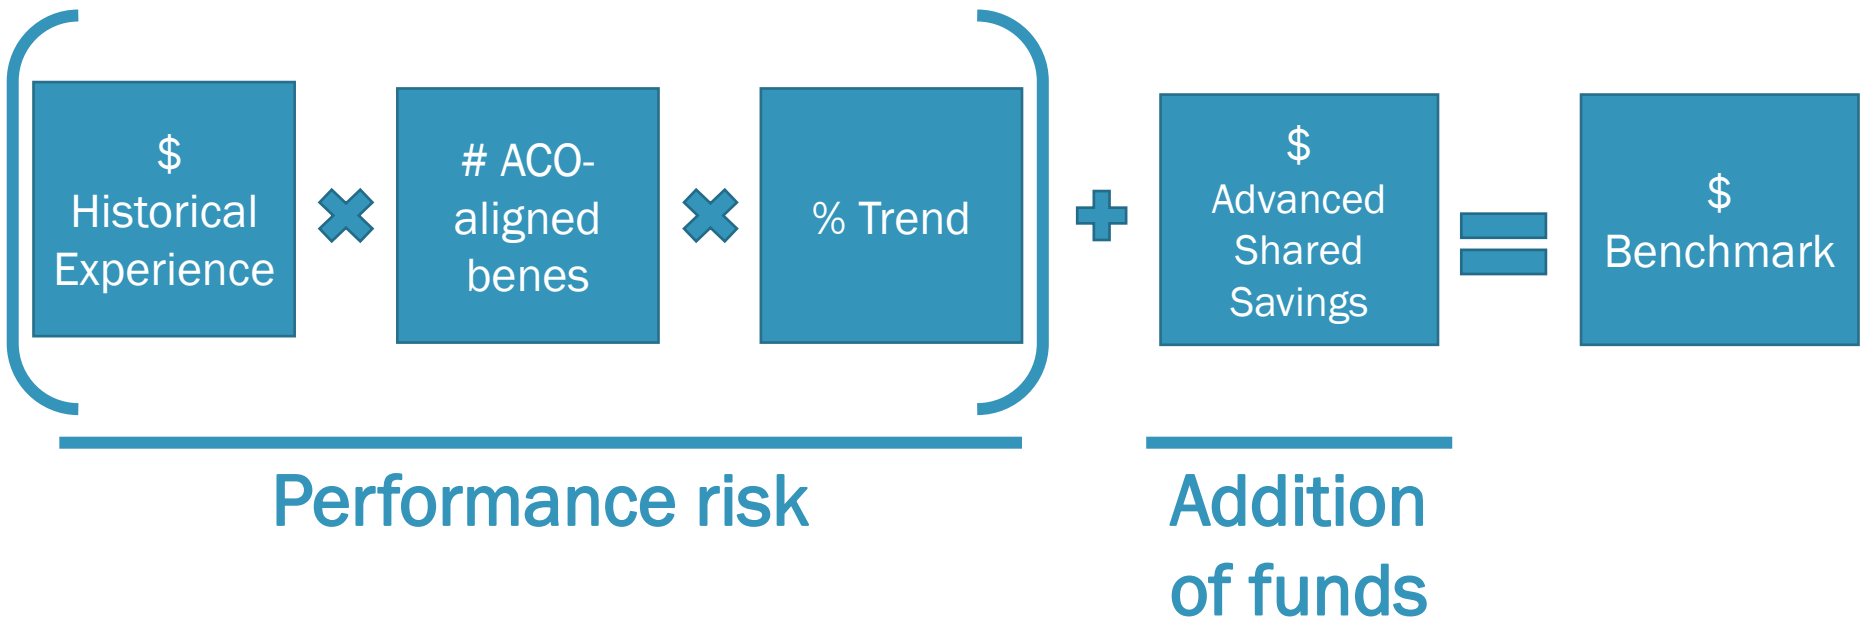 $
Historical
Experience
# ACO-
aligned
benes
% Trend
$
Advanced
Shared
Savings
$
Benchmark
Performance risk
Addition
of funds